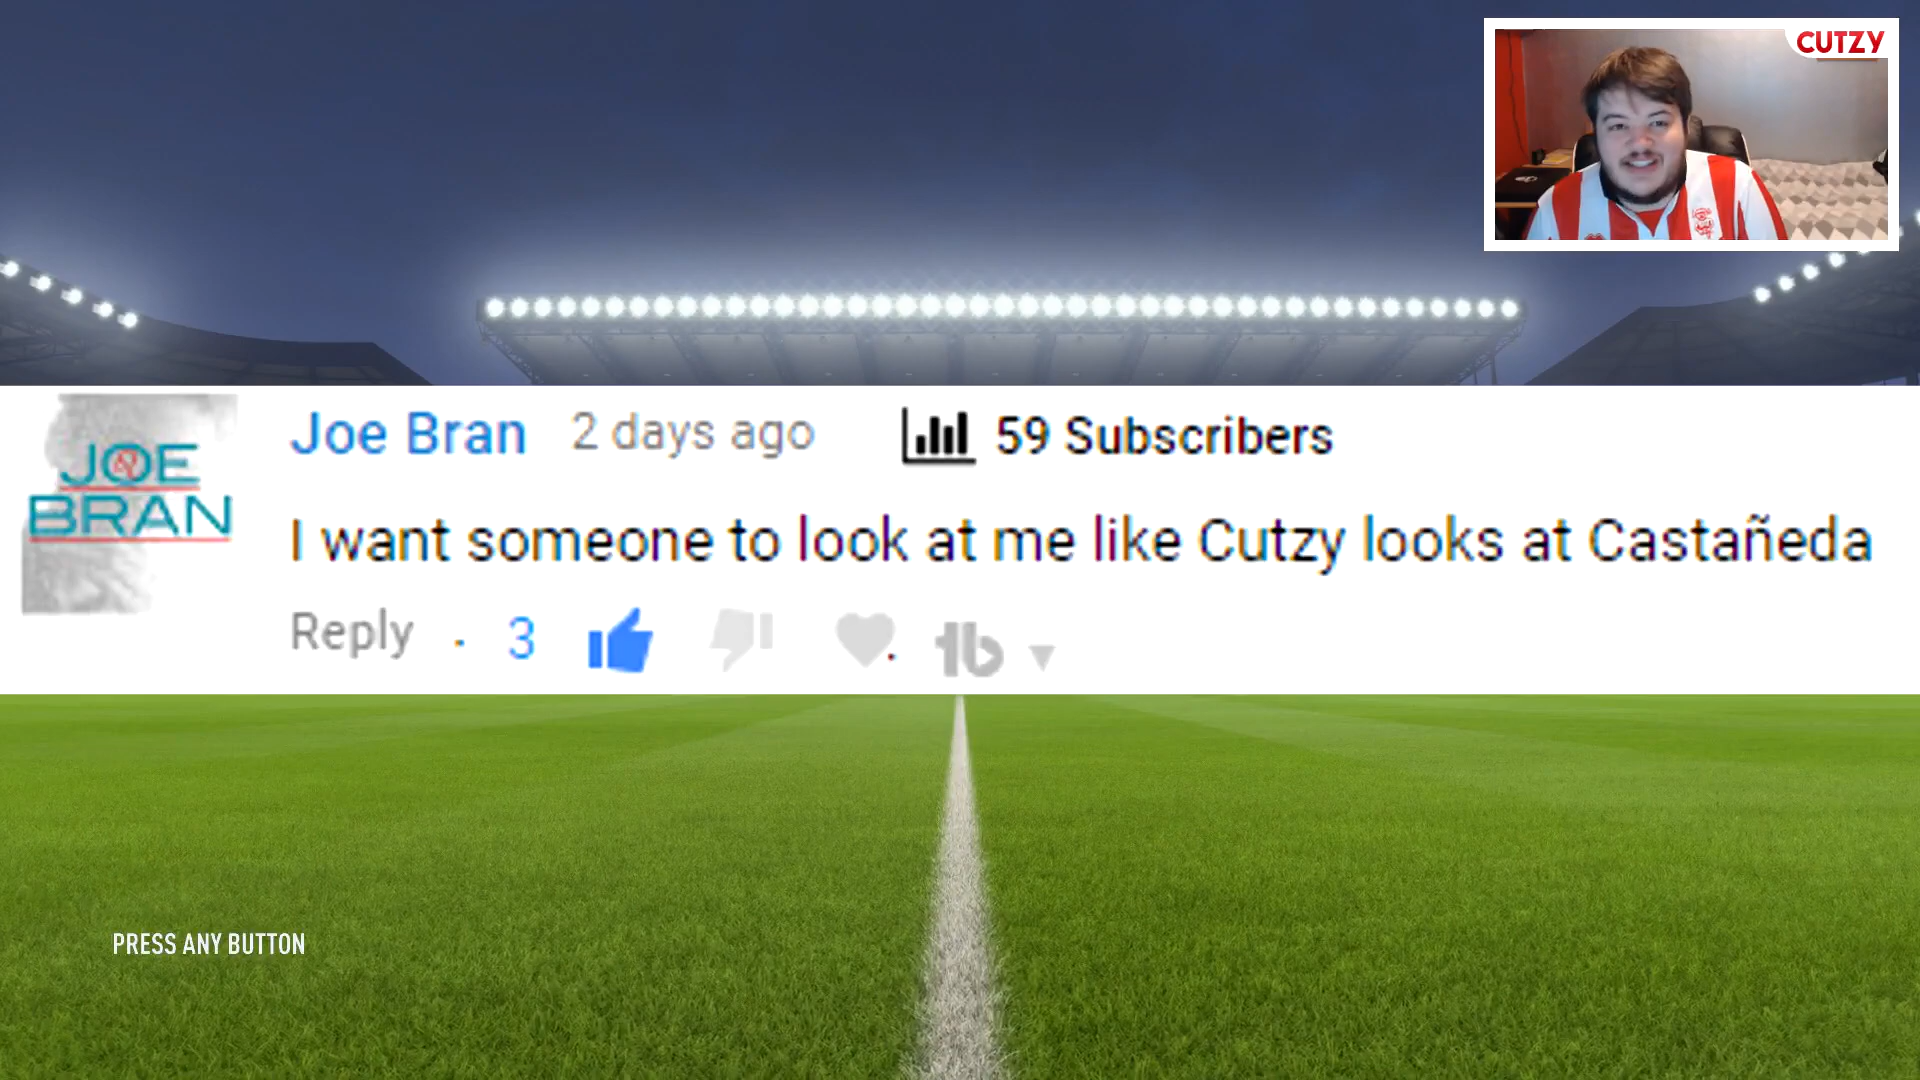 CUTZY
JOE
BRAN
Joe Bran 2 days ago 59 Subscribers
I want someone to look at me like Cutzy looks at Castañeda
Reply · 3
PRESS ANY BUTTON